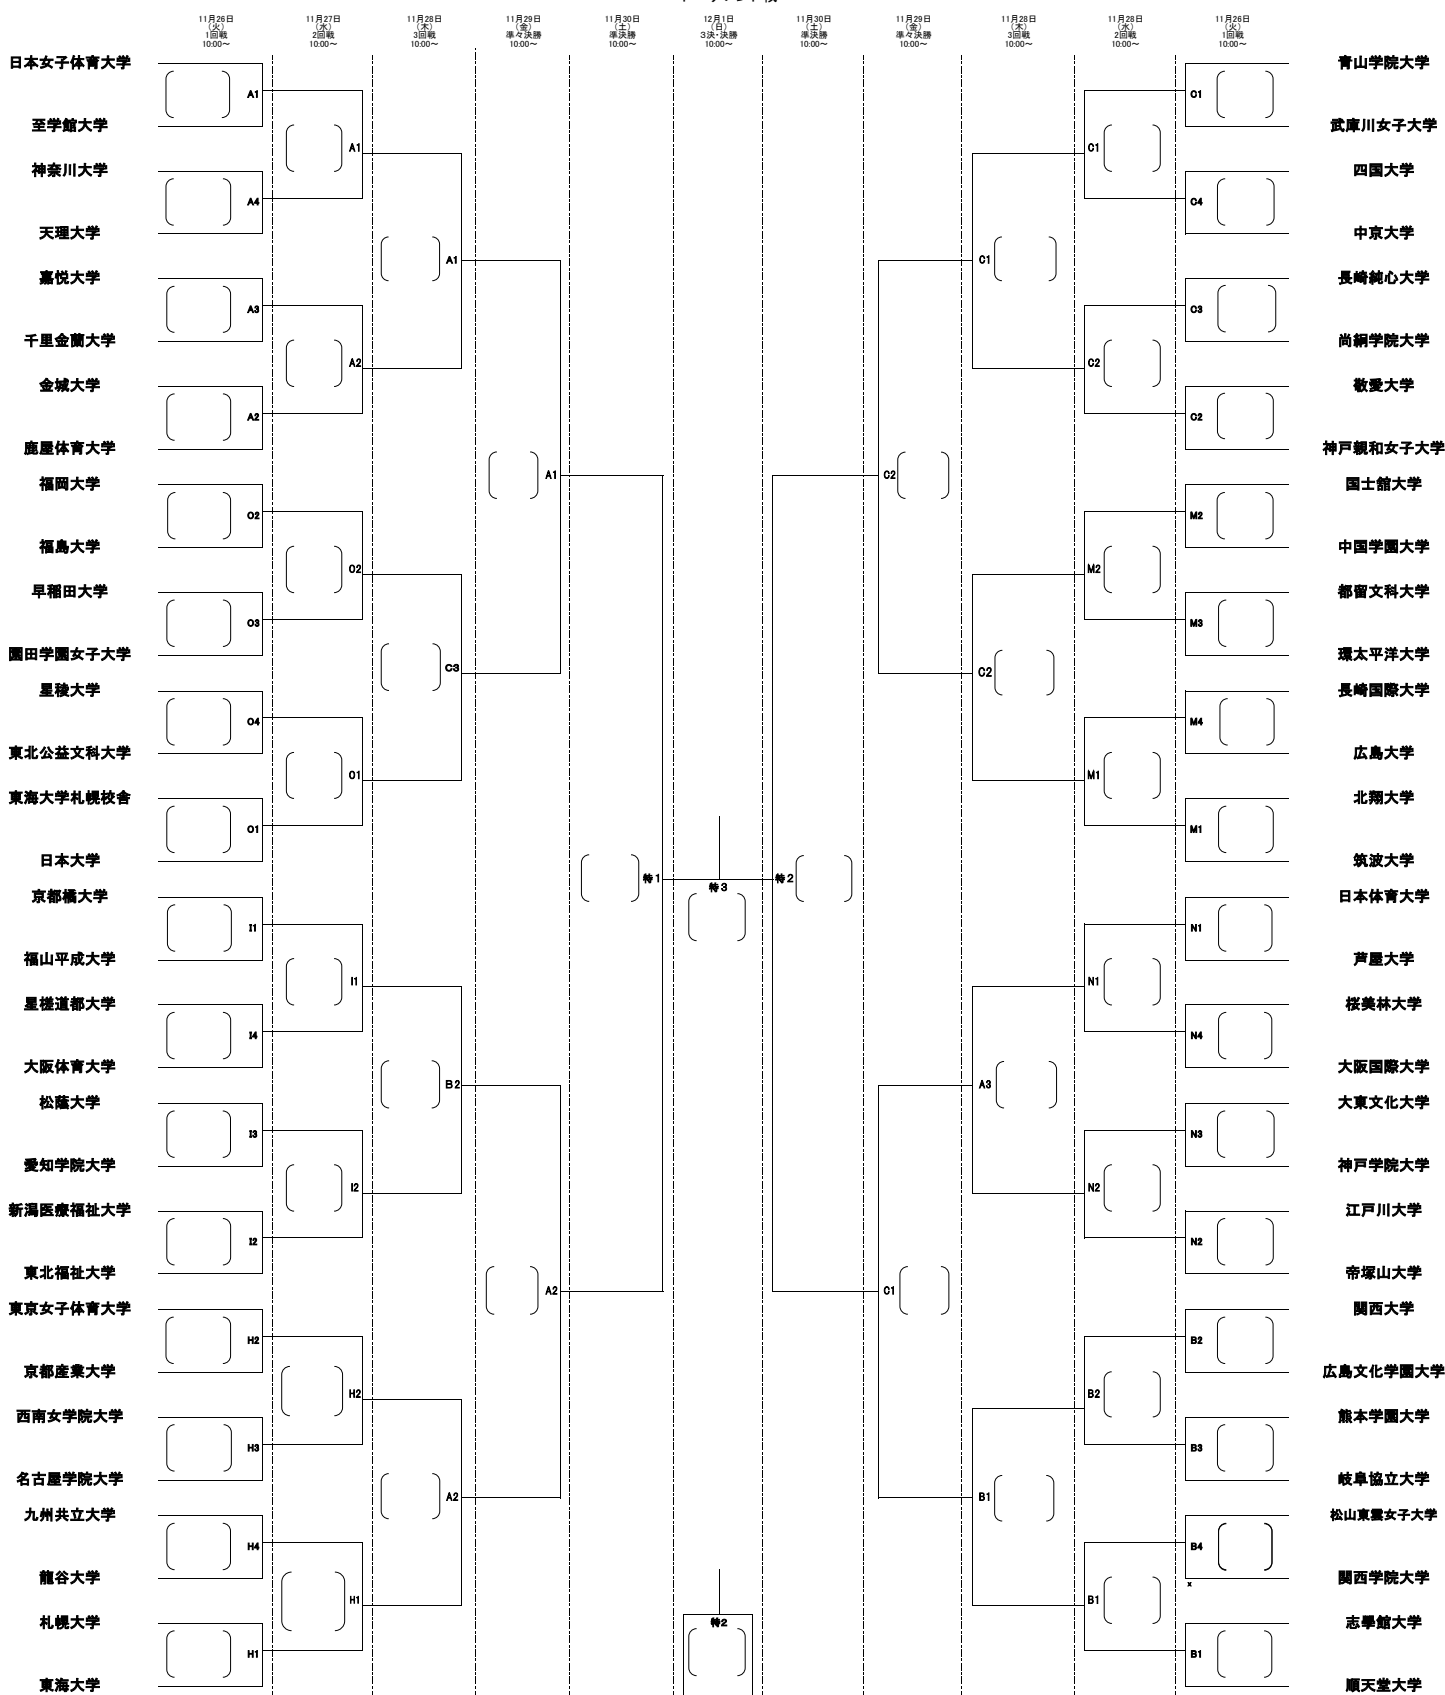 11月26日
(火)
1回戦
10:00～
11月27日
(水)
2回戦
10:00～
11月28日
(木)
3回戦
10:00～
11月29日
(金)
準々決勝
10:00～
11月30日
(土)
準決勝
10:00～
12月1日
(日)
3決・決勝
10:00～
11月30日
(土)
準決勝
10:00～
11月29日
(金)
準々決勝
10:00～
11月28日
(木)
3回戦
10:00～
11月28日
(水)
2回戦
10:00～
11月26日
(火)
1回戦
10:00～
日本女子体育大学
A1
至学館大学
神奈川大学
A4
天理大学
嘉悦大学
A3
千里金蘭大学
金城大学
A2
鹿屋体育大学
福岡大学
O2
福島大学
早稲田大学
O3
園田学園女子大学
星稜大学
O4
東北公益文科大学
東海大学札幌校舎
O1
日本大学
京都橘大学
I1
福山平成大学
星槎道都大学
I4
大阪体育大学
松蔭大学
I3
愛知学院大学
新潟医療福祉大学
I2
東北福祉大学
東京女子体育大学
H2
京都産業大学
西南女学院大学
H3
名古屋学院大学
九州共立大学
H4
龍谷大学
札幌大学
H1
東海大学
A1
A2
O2
O1
I1
I2
H2
H1
A1
C3
B2
A2
A1
A2
特1
特3
特2
特2
C2
C1
C1
C2
A3
B1
C1
C2
M2
M1
N1
N2
B2
B1
青山学院大学
C1
武庫川女子大学
四国大学
C4
中京大学
長崎純心大学
C3
尚絅学院大学
敬愛大学
C2
神戸親和女子大学
国士舘大学
M2
中国学園大学
都留文科大学
M3
環太平洋大学
長崎国際大学
M4
広島大学
北翔大学
M1
筑波大学
日本体育大学
N1
芦屋大学
桜美林大学
N4
大阪国際大学
大東文化大学
N3
神戸学院大学
江戸川大学
N2
帝塚山大学
関西大学
B2
広島文化学園大学
熊本学園大学
B3
岐阜協立大学
松山東雲女子大学
B4
x
関西学院大学
志學館大学
B1
順天堂大学